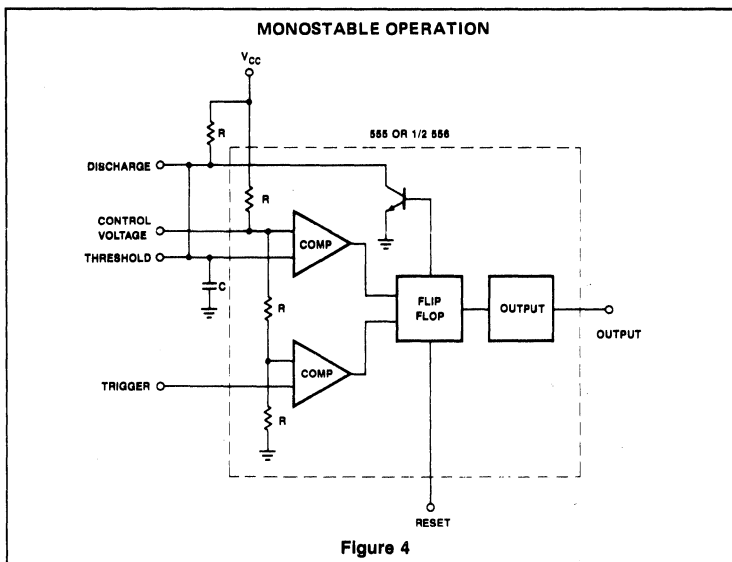 MONOSTABLE OPERATION
VCC
R
555 OR 1/2 556
DISCHARGE
R
CONTROL
VOLTAGE
COMP
THRESHOLD
C
R
FLIP
FLOP
OUTPUT
OUTPUT
COMP
TRIGGER
R
RESET
Figure 4